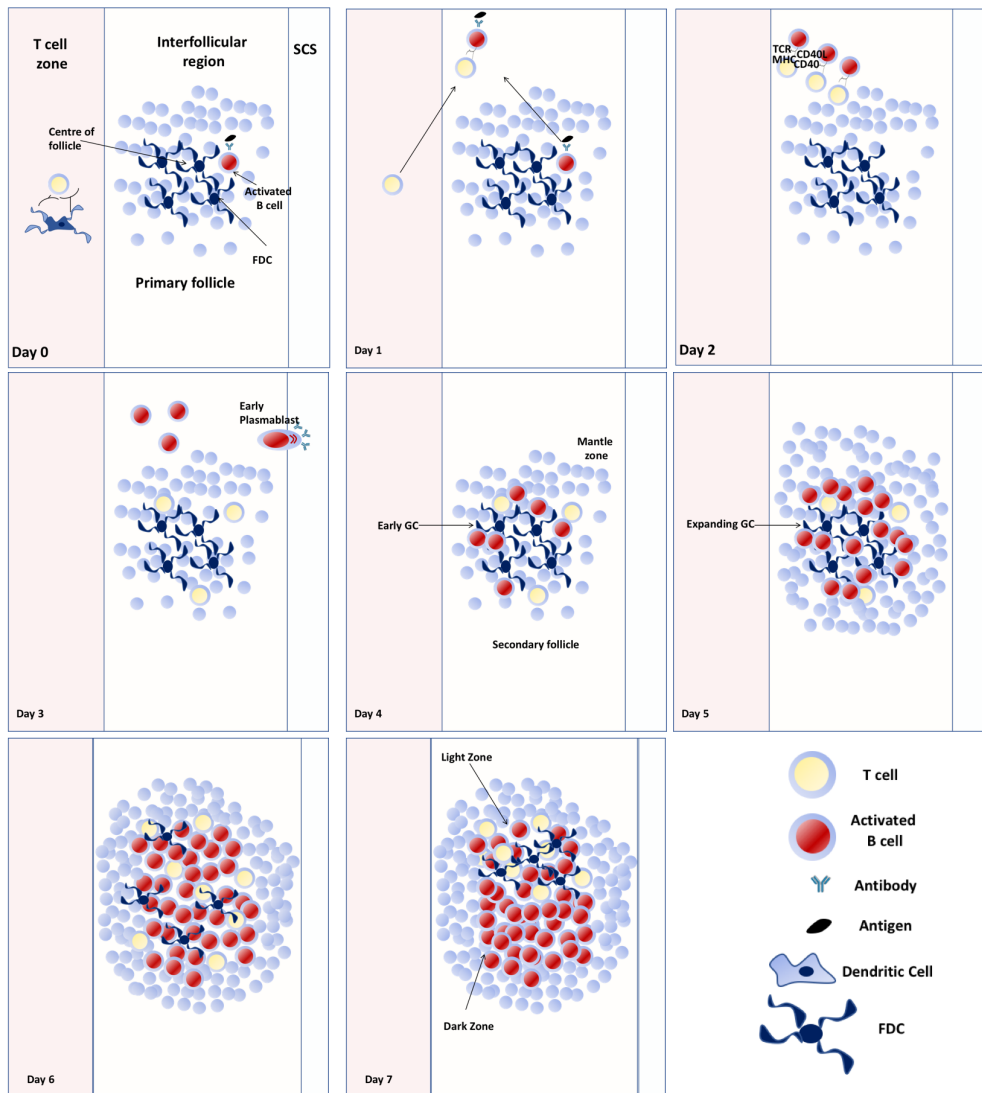 T cell
zone
Interfollicular
region
SCS
Centre of
follicle
Activated
B cell
FDC
Primary follicle
Day 0
Day 1
TCR
MHC
CD40L
CD40
Day 2
Early
Plasmablast
Day 3
Mantle
zone
Early GC
Secondary follicle
Day 4
Expanding GC
Day 5
Day 6
Light Zone
Dark Zone
Day 7
T cell
Activated
B cell
Antibody
Antigen
Dendritic Cell
FDC